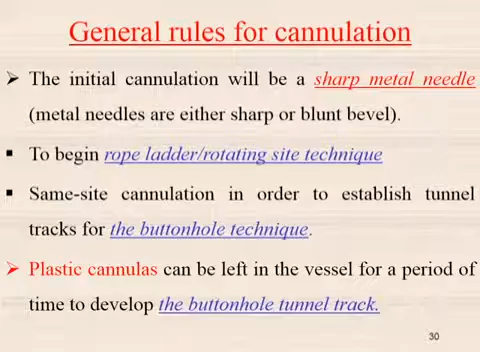 General rules for cannulation
➢ The initial cannulation will be a sharp metal needle
(metal needles are either sharp or blunt bevel).
▪ To begin rope ladder/rotating site technique
▪ Same-site cannulation in order to establish tunnel
tracks for the buttonhole technique.
➢ Plastic cannulas can be left in the vessel for a period of
time to develop the buttonhole tunnel track.
30